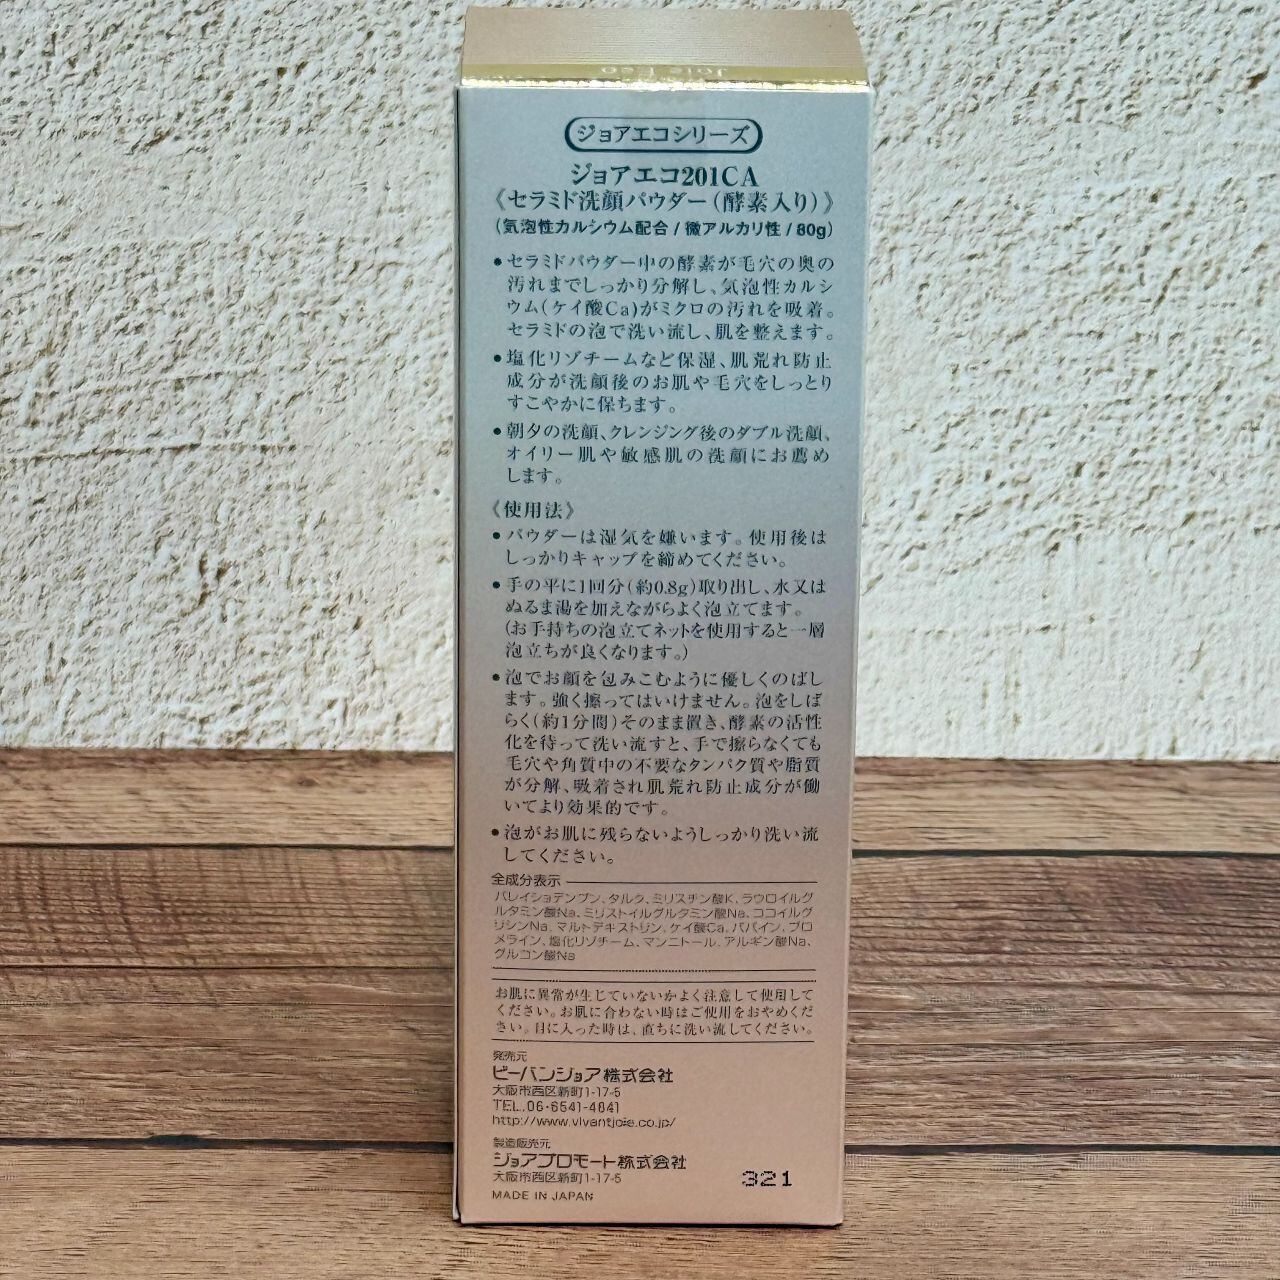 Joie Eco
ジョアエコシリーズ
ジョアエコ201CA
《セラミド洗顔パウダー(酵素入り)》
(気泡性カルシウム配合/微アルカリ性/80g)
•セラミドパウダー中の酵素が毛穴の奥の
汚れまでしっかり分解し、気泡性カルシ
ウム(ケイ酸Ca)がミクロの汚れを吸着。
セラミドの泡で洗い流し、肌を整えます。
•塩化リゾチームなど保湿、肌荒れ防止
成分が洗顔後のお肌や毛穴をしっとり
すこやかに保ちます。
•朝夕の洗顔、クレンジング後のダブル洗顔、
オイリー肌や敏感肌の洗顔にお薦め
します。
《使用法》
•パウダーは湿気を嫌います。使用後は
しっかりキャップを締めてください。
•手の平に1回分(約0.8g)取り出し、水又は
ぬるま湯を加えながらよく泡立てます。
(お手持ちの泡立てネットを使用すると一層
泡立ちが良くなります。)
•泡でお顔を包みこむように優しくのばし
ます。強く擦ってはいけません。泡をしば
らく(約1分間)そのまま置き、酵素の活性
化を待って洗い流すと、手で擦らなくても
毛穴や角質中の不要なタンパク質や脂質
が分解、吸着され肌荒れ防止成分が働
いてより効果的です。
•泡がお肌に残らないようしっかり洗い流
してください。
全成分表示
バレイショデンプン、タルク、ミリスチン酸K、ラウロイルグ
ルタミン酸Na、ミリストイルグルタミン酸Na、ココイルグ
リシンNa、マルトデキストリン、ケイ酸Ca、パパイン、ブロ
メライン、塩化リゾチーム、マンニトール、アルギン酸Na、
グルコン酸Na
お肌に異常が生じていないかよく注意して使用して
ください。お肌に合わない時はご使用をおやめくだ
さい。目に入った時は、直ちに洗い流してください。
発売元
ビーバンジョア株式会社
大阪市西区新町1-17-5
TEL.06-6541-4841
http://www.vivantjoie.co.jp/
製造販売元
ジョアプロモート株式会社
大阪市西区新町1-17-5
MADE IN JAPAN
321